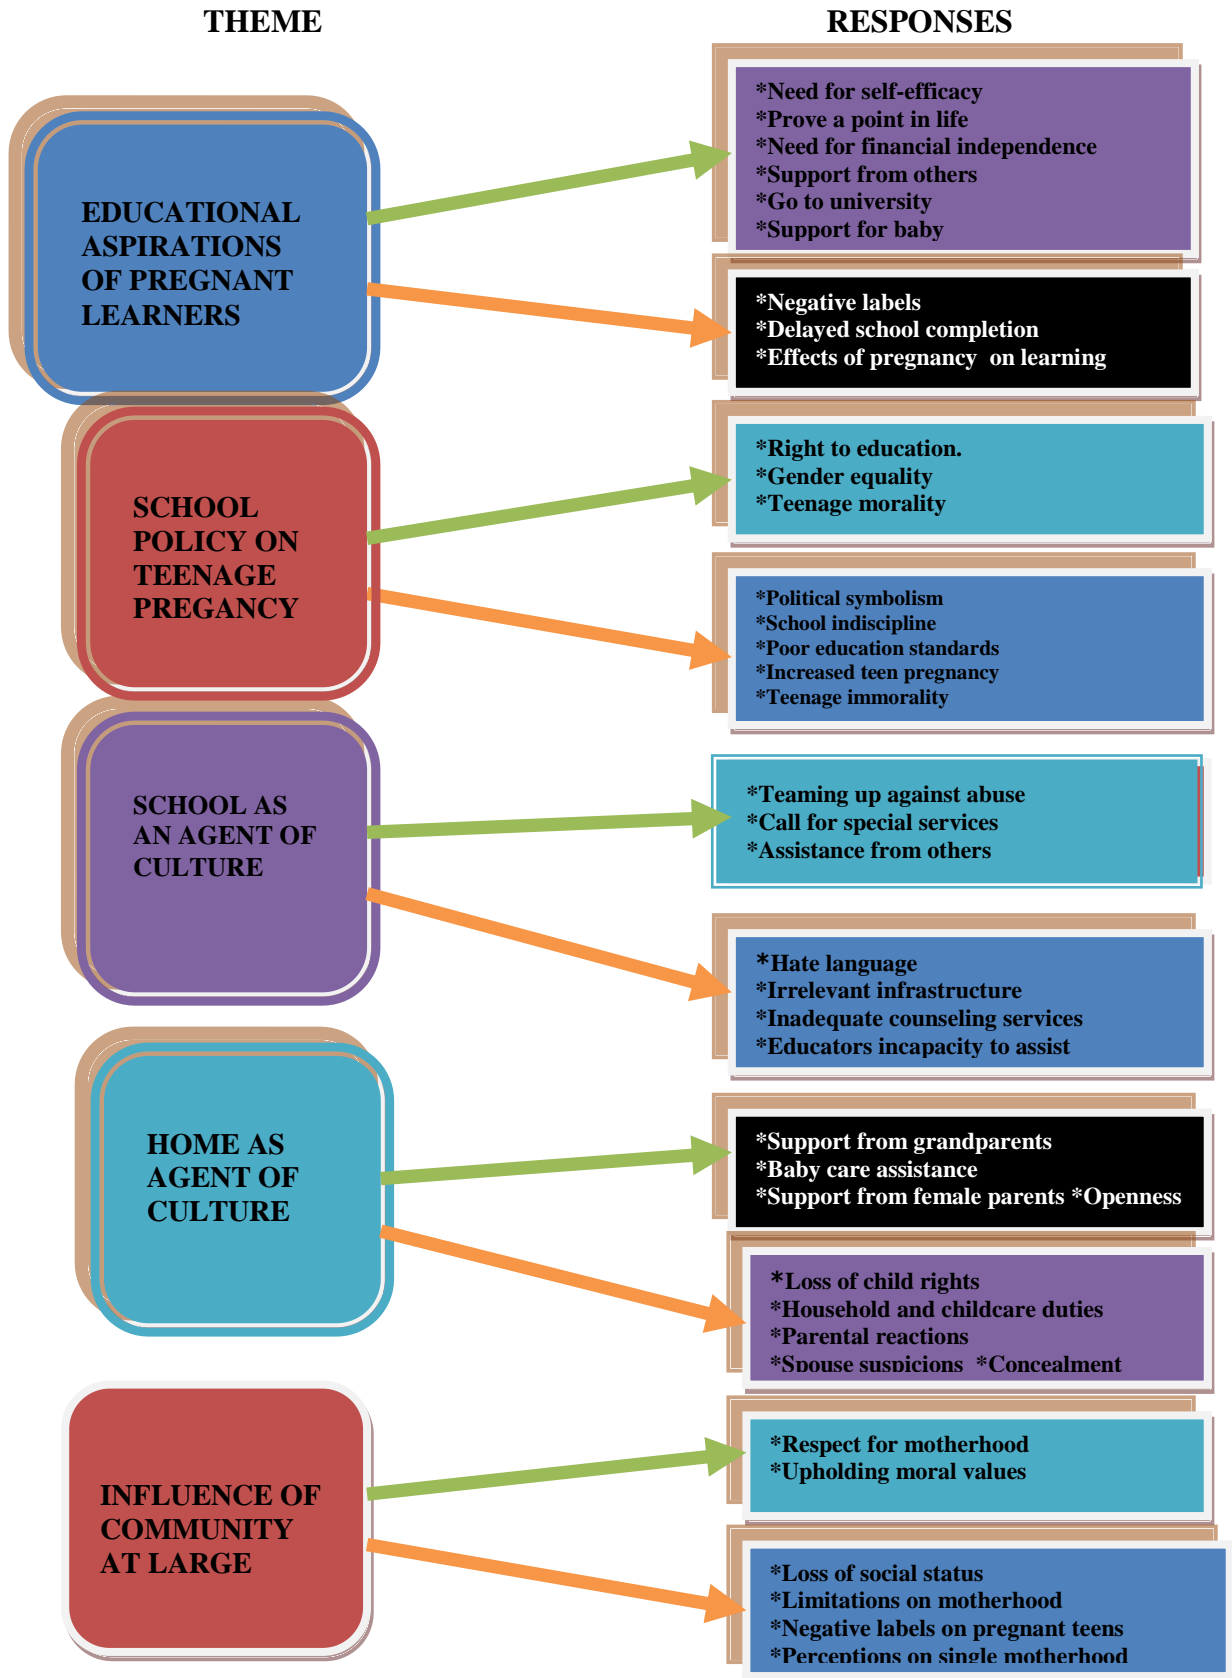 THEME
RESPONSES
EDUCATIONAL
ASPIRATIONS
OF PREGNANT
LEARNERS
*Need for self-efficacy
*Prove a point in life
*Need for financial independence
*Support from others
*Go to university
*Support for baby
*Negative labels
*Delayed school completion
*Effects of pregnancy on learning
SCHOOL
POLICY ON
TEENAGE
PREGANCY
*Right to education.
*Gender equality
*Teenage morality
*Political symbolism
*School indiscipline
*Poor education standards
*Increased teen pregnancy
*Teenage immorality
SCHOOL AS
AN AGENT OF
CULTURE
*Teaming up against abuse
*Call for special services
*Assistance from others
*Hate language
*Irrelevant infrastructure
*Inadequate counseling services
*Educators incapacity to assist
HOME AS
AGENT OF
CULTURE
*Support from grandparents
*Baby care assistance
*Support from female parents *Openness
*Loss of child rights
*Household and childcare duties
*Parental reactions
*Spouse suspicions *Concealment
INFLUENCE OF
COMMUNITY
AT LARGE
*Respect for motherhood
*Upholding moral values
*Loss of social status
*Limitations on motherhood
*Negative labels on pregnant teens
*Perceptions on single motherhood